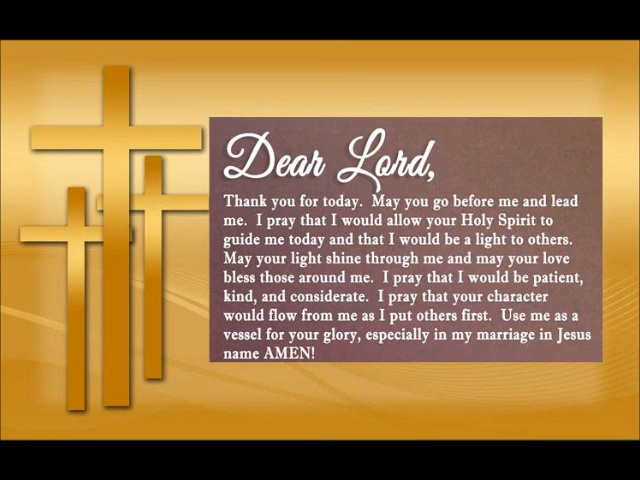 Dear Lord,
Thank you for today. May you go before me and lead
me. I pray that I would allow your Holy Spirit to
guide me today and that I would be a light to others.
May your light shine through me and may your love
bless those around me. I pray that I would be patient,
kind, and considerate. I pray that your character
would flow from me as I put others first. Use me as a
vessel for your glory, especially in my marriage in Jesus
name AMEN!